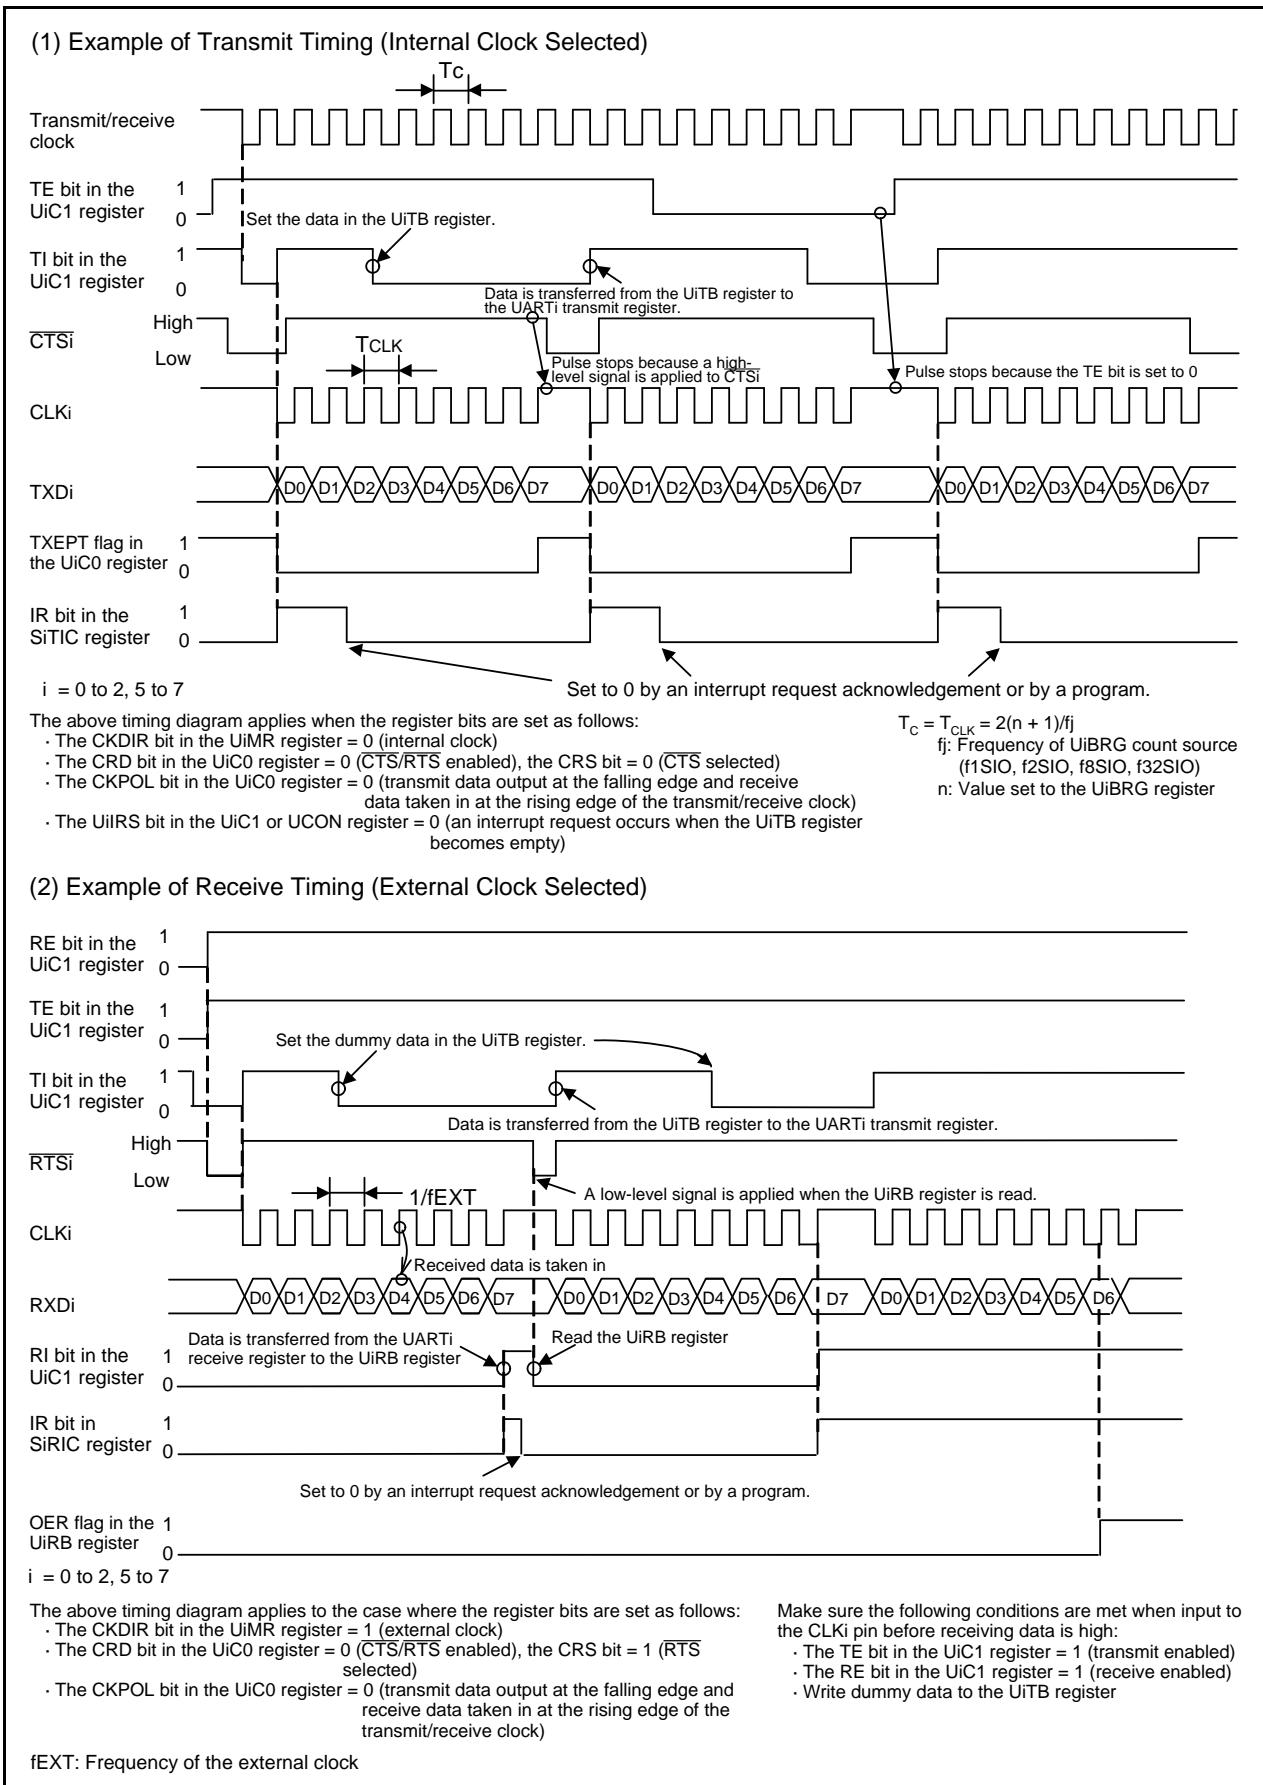 (1) Example of Transmit Timing (Internal Clock Selected)
Tc
Transmit/receive
clock
TE bit in the
UiC1 register
1
0
Set the data in the UiTB register.
TI bit in the
UiC1 register
1
0
Data is transferred from the UiTB register to
the UARTi transmit register.
CTSi
High
Low
TCLK
Pulse stops because a high-
level signal is applied to CTSi
Pulse stops because the TE bit is set to 0
CLKi
TXDi
D0 D1 D2 D3 D4 D5 D6 D7 D0 D1 D2 D3 D4 D5 D6 D7 D0 D1 D2 D3 D4 D5 D6 D7
TXEPT flag in
the UiC0 register
1
0
IR bit in the
SiTIC register
1
0
i = 0 to 2, 5 to 7
Set to 0 by an interrupt request acknowledgement or by a program.
The above timing diagram applies when the register bits are set as follows:
· The CKDIR bit in the UiMR register = 0 (internal clock)
· The CRD bit in the UiC0 register = 0 (CTS/RTS enabled), the CRS bit = 0 (CTS selected)
· The CKPOL bit in the UiC0 register = 0 (transmit data output at the falling edge and receive
data taken in at the rising edge of the transmit/receive clock)
· The UiIRS bit in the UiC1 or UCON register = 0 (an interrupt request occurs when the UiTB register
becomes empty)
TC = TCLK = 2(n + 1)/fj
fj: Frequency of UiBRG count source
(f1SIO, f2SIO, f8SIO, f32SIO)
n: Value set to the UiBRG register
(2) Example of Receive Timing (External Clock Selected)
RE bit in the
UiC1 register
1
0
TE bit in the
UiC1 register
1
0
Set the dummy data in the UiTB register.
TI bit in the
UiC1 register
1
0
Data is transferred from the UiTB register to the UARTi transmit register.
RTSi
High
Low
1/fEXT
A low-level signal is applied when the UiRB register is read.
CLKi
Received data is taken in
RXDi
D0 D1 D2 D3 D4 D5 D6 D7 D0 D1 D2 D3 D4 D5 D6 D7 D0 D1 D2 D3 D4 D5 D6
Data is transferred from the UARTi
receive register to the UiRB register
Read the UiRB register
RI bit in the
UiC1 register
1
0
IR bit in
SiRIC register
1
0
Set to 0 by an interrupt request acknowledgement or by a program.
OER flag in the
UiRB register
1
0
i = 0 to 2, 5 to 7
The above timing diagram applies to the case where the register bits are set as follows:
· The CKDIR bit in the UiMR register = 1 (external clock)
· The CRD bit in the UiC0 register = 0 (CTS/RTS enabled), the CRS bit = 1 (RTS
selected)
· The CKPOL bit in the UiC0 register = 0 (transmit data output at the falling edge and
receive data taken in at the rising edge of the
transmit/receive clock)
Make sure the following conditions are met when input to
the CLKi pin before receiving data is high:
· The TE bit in the UiC1 register = 1 (transmit enabled)
· The RE bit in the UiC1 register = 1 (receive enabled)
· Write dummy data to the UiTB register
fEXT: Frequency of the external clock